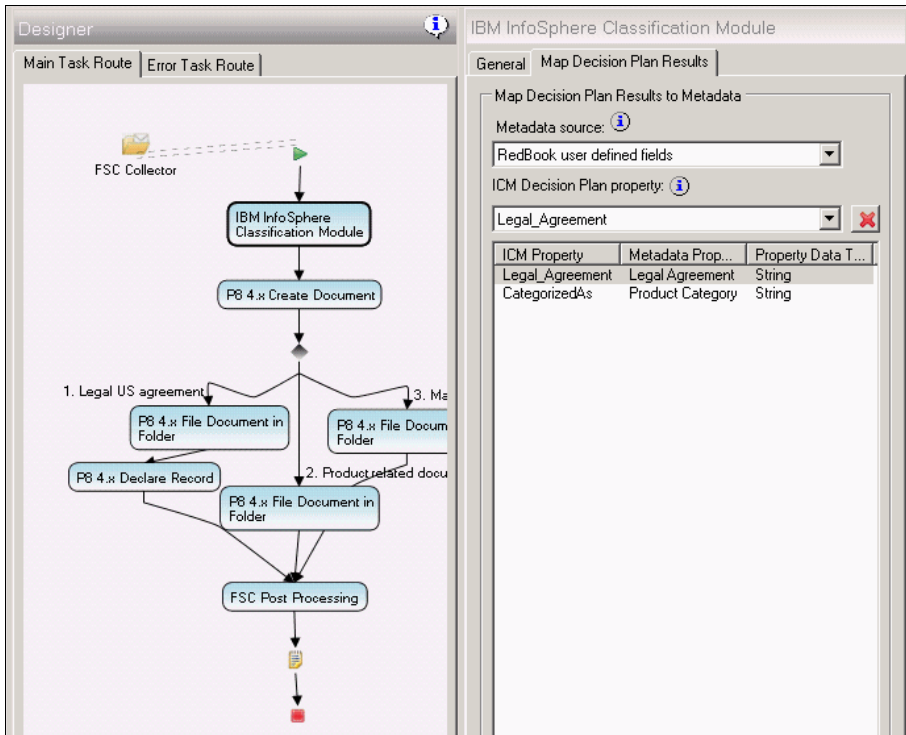 Designer
Main Task Route
Error Task Route
FSC Collector
IBM InfoSphere
Classification Module
P8 4.x Create Document
1. Legal US agreement
3. Ma
P8 4.x File Document in
Folder
P8 4.x File Docum
Folder
P8 4.x Declare Record
2. Product related docu
P8 4.x File Document in
Folder
FSC Post Processing
IBM InfoSphere Classification Module
General
Map Decision Plan Results
Map Decision Plan Results to Metadata
Metadata source:
RedBook user defined fields
ICM Decision Plan property:
Legal_Agreement
ICM Property Metadata Prop... Property Data T...
Legal_Agreement Legal Agreement String
CategorizedAs Product Category String